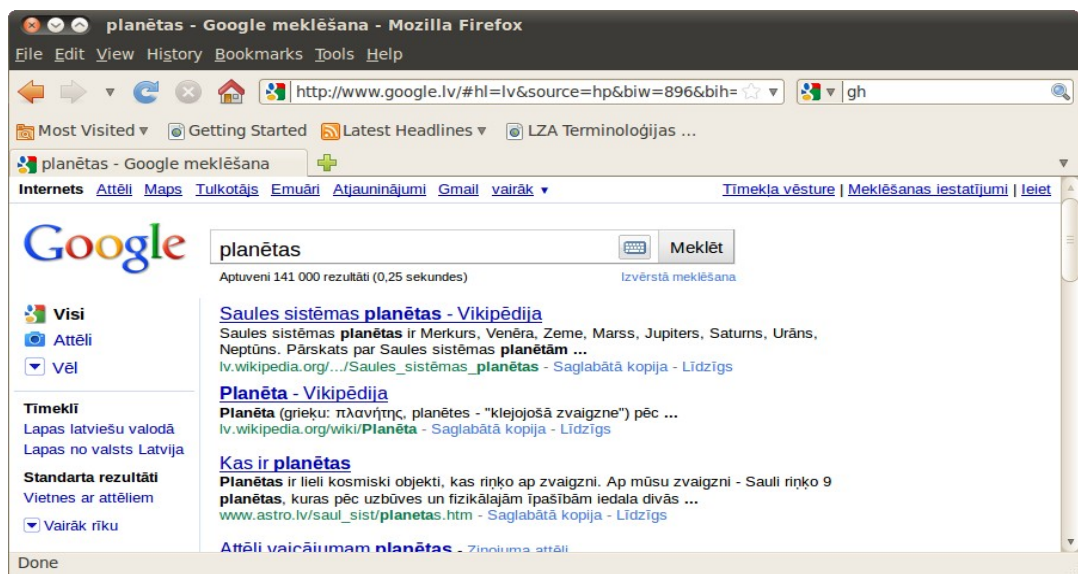 planētas - Google meklēšana - Mozilla Firefox
File Edit View History Bookmarks Tools Help
http://www.google.lv/#hl=lv&source=hp&biw=896&bih= gh
Most Visited Getting Started Latest Headlines LZA Terminoloģijas ...
planētas - Google meklēšana
Internets Attēli Maps Tulkotājs Emuāri Atjauninājumi Gmail vairāk Tīmekļa vēsture | Meklēšanas iestatījumi | Ieiet
Google planētas Meklēt
Aptuveni 141 000 rezultāti (0,25 sekundes) Izvērstā meklēšana
Visi
Attēli
Vēl
Tīmeklī
Lapas latviešu valodā
Lapas no valsts Latvija
Standarta rezultāti
Vietnes ar attēliem
Vairāk rīku
Saules sistēmas planētas - Vikipēdija
Saules sistēmas planētas ir Merkurs, Venēra, Zeme, Marss, Jupiters, Saturns, Urāns,
Neptūns. Pārskats par Saules sistēmas planētām ...
lv.wikipedia.org/.../Saules_sistēmas_planētas - Saglabātā kopija - Līdzīgs
Planēta - Vikipēdija
Planēta (grieķu: πλανήτης, planētes - "klejojošā zvaigzne") pēc ...
lv.wikipedia.org/wiki/Planēta - Saglabātā kopija - Līdzīgs
Kas ir planētas
Planētas ir lieli kosmiski objekti, kas riņķo ap zvaigzni. Ap mūsu zvaigzni - Sauli riņķo 9
planētas, kuras pēc uzbūves un fizikālajām īpašībām iedala divās ...
www.astro.lv/saul_sist/planetas.htm - Saglabātā kopija - Līdzīgs
Attēli vaicājumam planētas - Ziņojuma attēli
Done